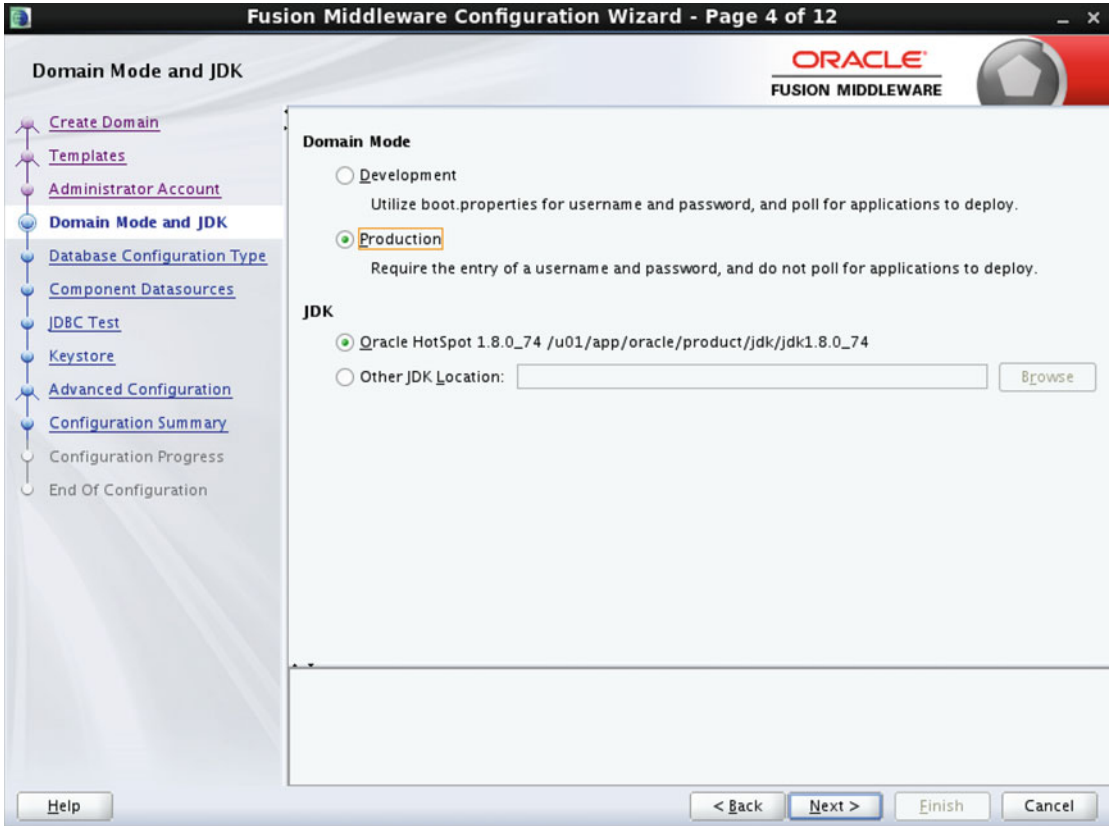 Fusion Middleware Configuration Wizard - Page 4 of 12
Domain Mode and JDK
ORACLE
FUSION MIDDLEWARE
Create Domain
Templates
Administrator Account
Domain Mode and JDK
Database Configuration Type
Component Datasources
JDBC Test
Keystore
Advanced Configuration
Configuration Summary
Configuration Progress
End Of Configuration
Domain Mode
Development
Utilize boot.properties for username and password, and poll for applications to deploy.
Production
Require the entry of a username and password, and do not poll for applications to deploy.
JDK
Oracle HotSpot 1.8.0_74 /u01/app/oracle/product/jdk/jdk1.8.0_74
Other JDK Location:
Browse
Help
< Back
Next >
Finish
Cancel